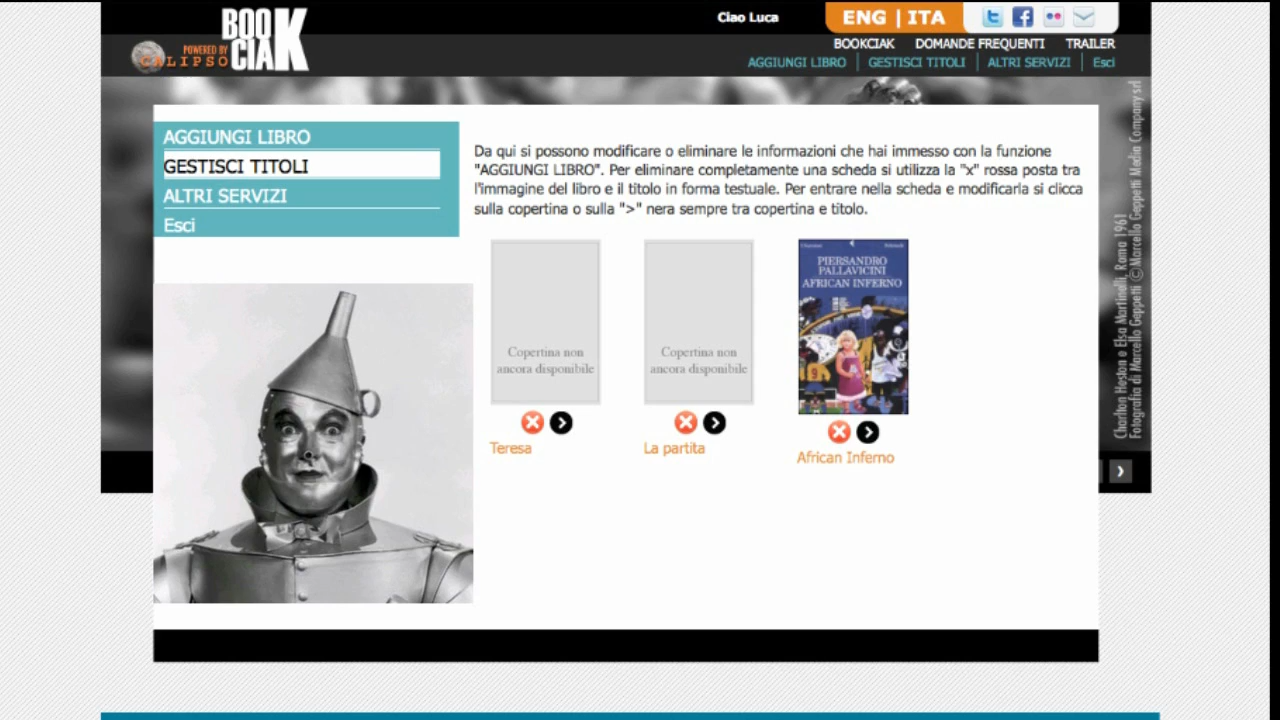 BOO
CIAK
POWERED BY
CALIPSO
Ciao Luca
ENG | ITA
BOOKCIAK DOMANDE FREQUENTI TRAILER
AGGIUNGI LIBRO GESTISCI TITOLI ALTRI SERVIZI Esci
AGGIUNGI LIBRO
GESTISCI TITOLI
ALTRI SERVIZI
Esci
Da qui si possono modificare o eliminare le informazioni che hai immesso con la funzione
"AGGIUNGI LIBRO". Per eliminare completamente una scheda si utilizza la "x" rossa posta tra
l'immagine del libro e il titolo in forma testuale. Per entrare nella scheda e modificarla si clicca
sulla copertina o sulla ">" nera sempre tra copertina e titolo.
Copertina non
ancora disponibile
Teresa
Copertina non
ancora disponibile
La partita
PIERSANDRO
PALLAVICINI
AFRICAN INFERNO
African Inferno
Charlton Heston e Elsa Martinelli, Roma 1961
Fotografia di Marcello Geppetti © Marcello Geppetti Media Company srl